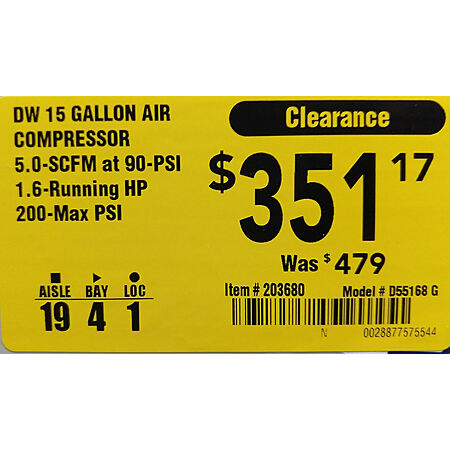 DW 15 GALLON AIR
COMPRESSOR
5.0-SCFM at 90-PSI
1.6-Running HP
200-Max PSI
Clearance
$351 17
Was $479
AISLE BAY LOC
19 4 1
Item # 203680 Model # D55168 G
N 0028877575544